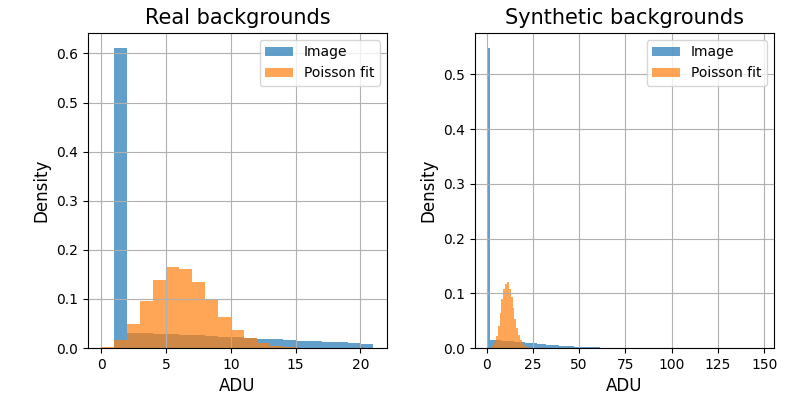 Real backgrounds
Image
Poisson fit
Density
0.6
0.5
0.4
0.3
0.2
0.1
0.0
0
5
10
15
20
ADU
Synthetic backgrounds
Image
Poisson fit
Density
0.5
0.4
0.3
0.2
0.1
0.0
0
25
50
75
100
125
150
ADU